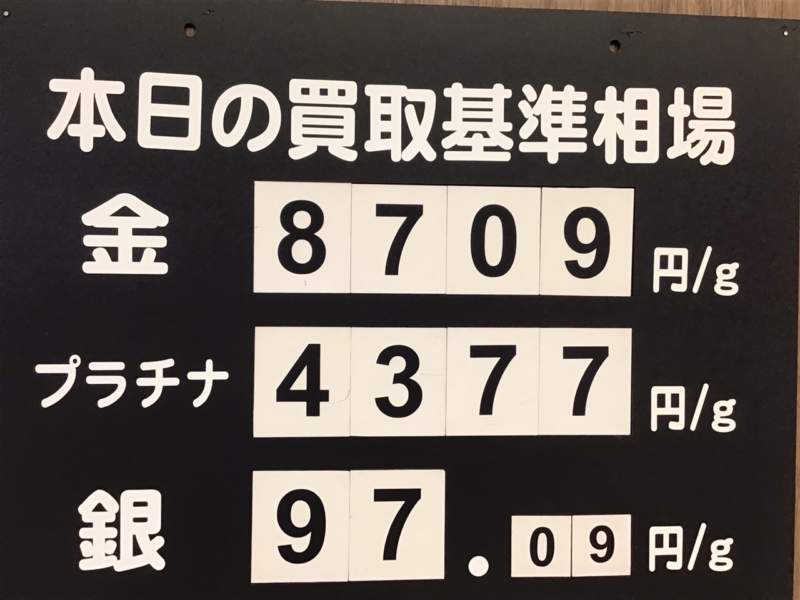 本日の買取基準相場
金 8709 円/g
プラチナ 4377 円/g
銀 97.09 円/g